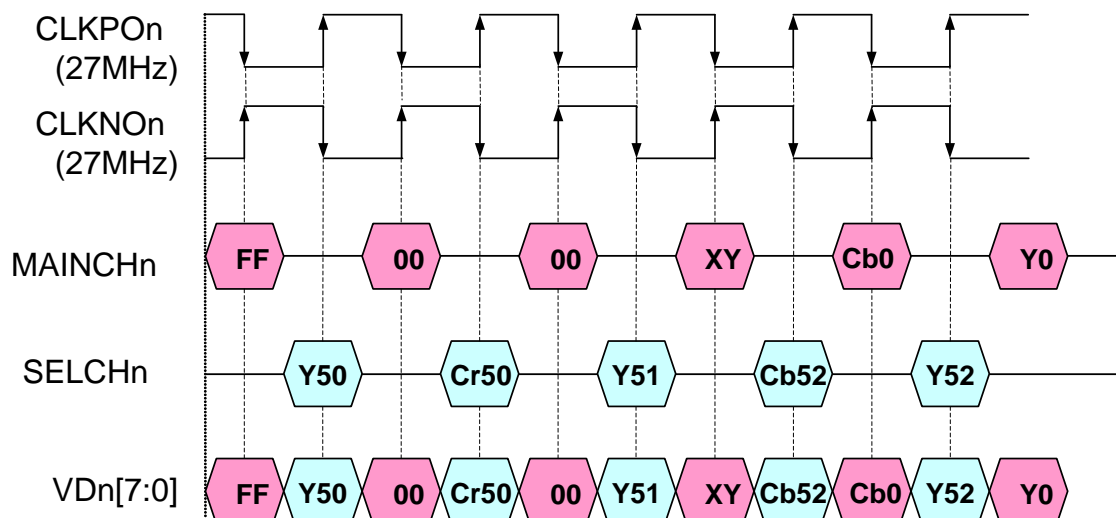 CLKPOn
(27MHz)
CLKNOn
(27MHz)
MAINCHn FF 00 00 XY Cb0 Y0
SELCHn Y50 Cr50 Y51 Cb52 Y52
VDn[7:0] FF Y50 00 Cr50 00 Y51 XY Cb52 Cb0 Y52 Y0